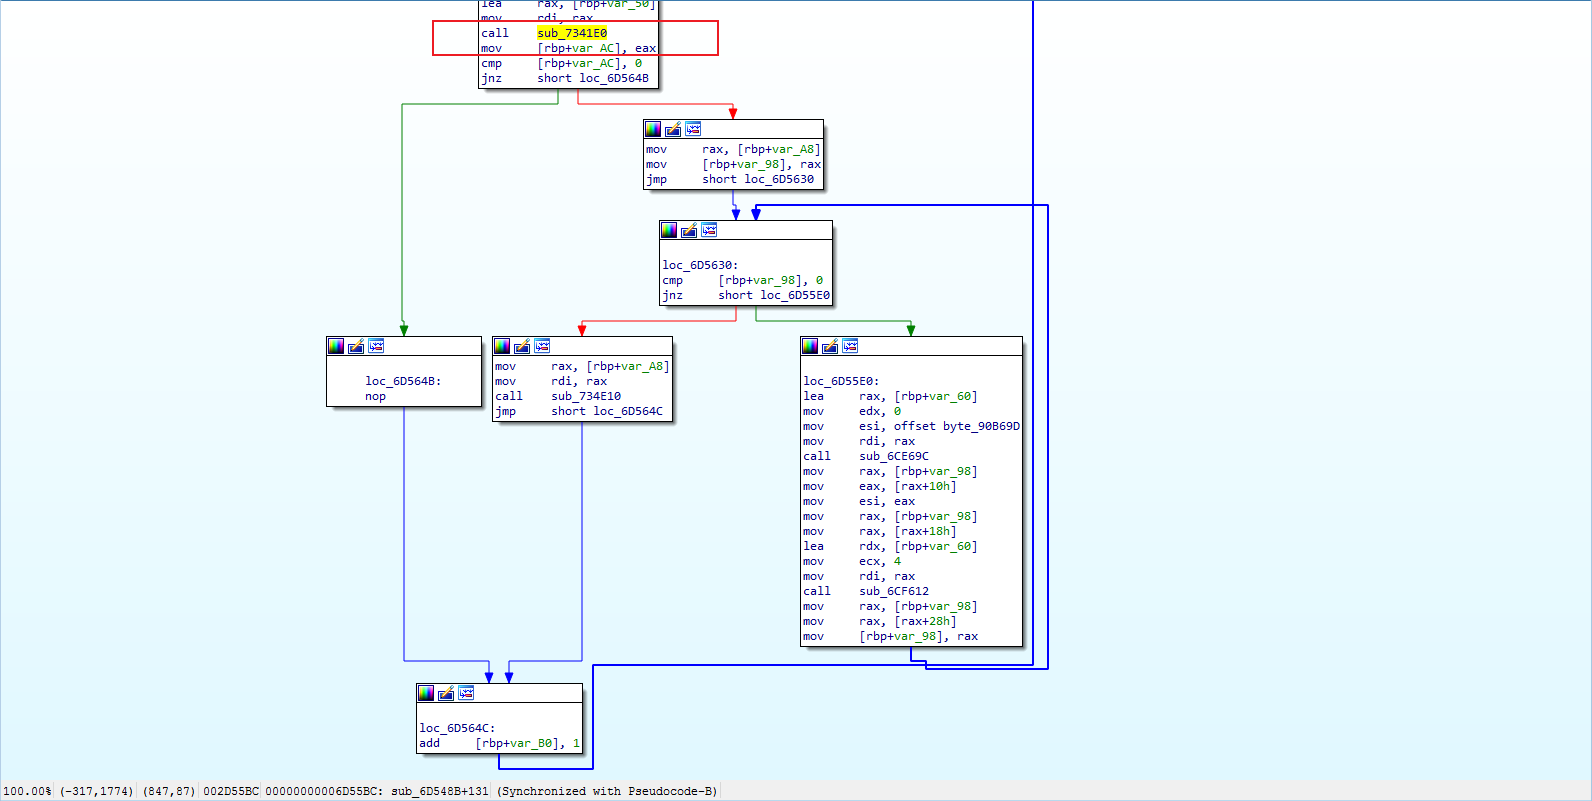 lea     rax, [rbp+var_50]
mov     rdi, rax
call    sub_7341E0
mov     [rbp+var_AC], eax
cmp     [rbp+var_AC], 0
jnz     short loc_6D564B
mov     rax, [rbp+var_A8]
mov     [rbp+var_98], rax
jmp     short loc_6D5630
loc_6D5630:
cmp     [rbp+var_98], 0
jnz     short loc_6D55E0
loc_6D564B:
nop
mov     rax, [rbp+var_A8]
mov     rdi, rax
call    sub_734E10
jmp     short loc_6D564C
loc_6D55E0:
lea     rax, [rbp+var_60]
mov     edx, 0
mov     esi, offset byte_90B69D
mov     rdi, rax
call    sub_6CE69C
mov     rax, [rbp+var_98]
mov     eax, [rax+10h]
mov     esi, eax
mov     rax, [rbp+var_98]
mov     rax, [rax+18h]
lea     rdx, [rbp+var_60]
mov     ecx, 4
mov     rdi, rax
call    sub_6CF612
mov     rax, [rbp+var_98]
mov     rax, [rax+28h]
mov     [rbp+var_98], rax
loc_6D564C:
add     [rbp+var_B0], 1
100.00% (-317,1774) (847,87) 002D55BC 00000000006D55BC: sub_6D548B+131 (Synchronized with Pseudocode-B)